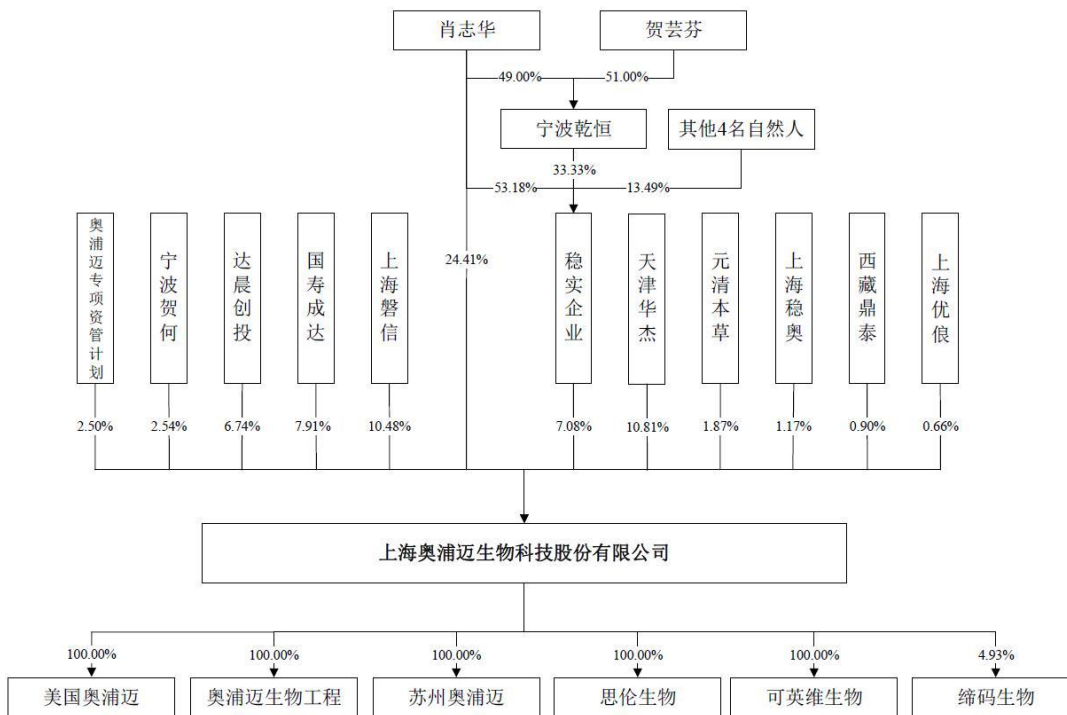 肖志华
贺芸芬
49.00%
51.00%
宁波乾恒
其他4名自然人
33.33%
53.18%
13.49%
奥浦迈专项资管计划
宁波贺何
达晨创投
国寿成达
上海磐信
24.41%
稳实企业
天津华杰
元清本草
上海稳奥
西藏鼎泰
上海优俍
2.50%
2.54%
6.74%
7.91%
10.48%
7.08%
10.81%
1.87%
1.17%
0.90%
0.66%
上海奥浦迈生物科技股份有限公司
100.00%
100.00%
100.00%
100.00%
100.00%
4.93%
美国奥浦迈
奥浦迈生物工程
苏州奥浦迈
思伦生物
可英维生物
缔码生物